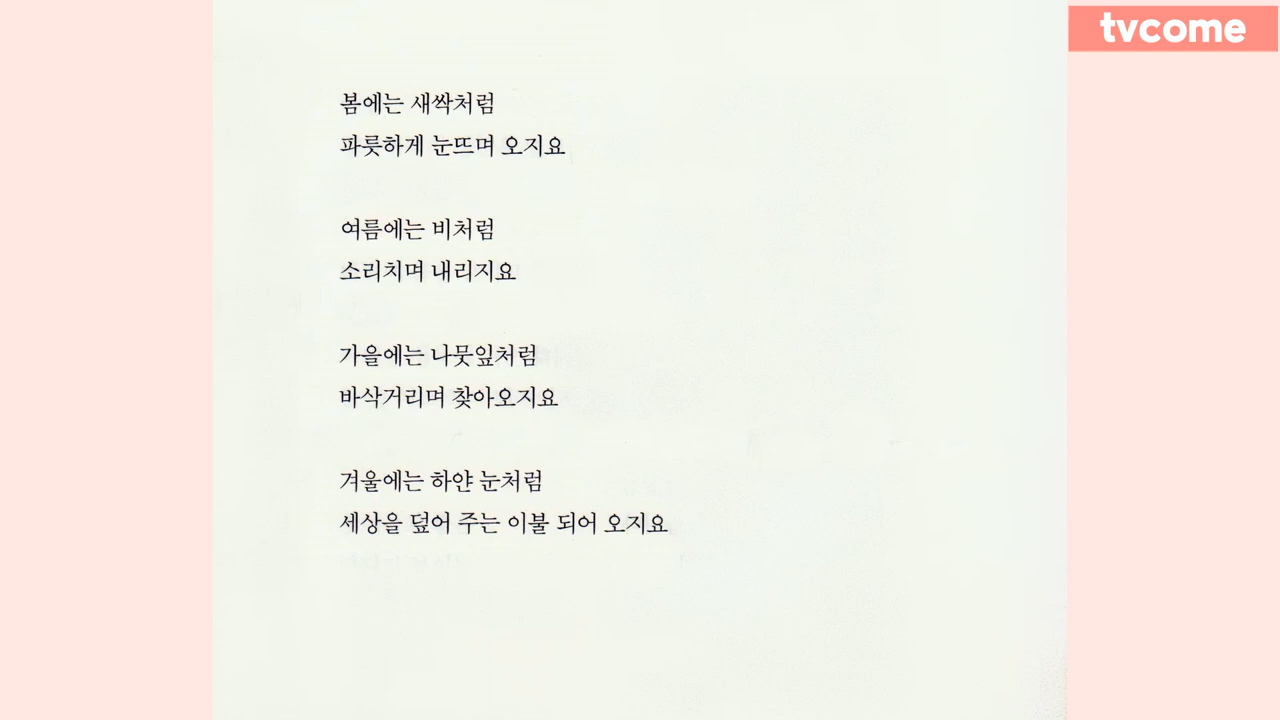 tvcome
봄에는 새싹처럼
파릇하게 눈뜨며 오지요
여름에는 비처럼
소리치며 내리지요
가을에는 나뭇잎처럼
바삭거리며 찾아오지요
겨울에는 하얀 눈처럼
세상을 덮어 주는 이불 되어 오지요